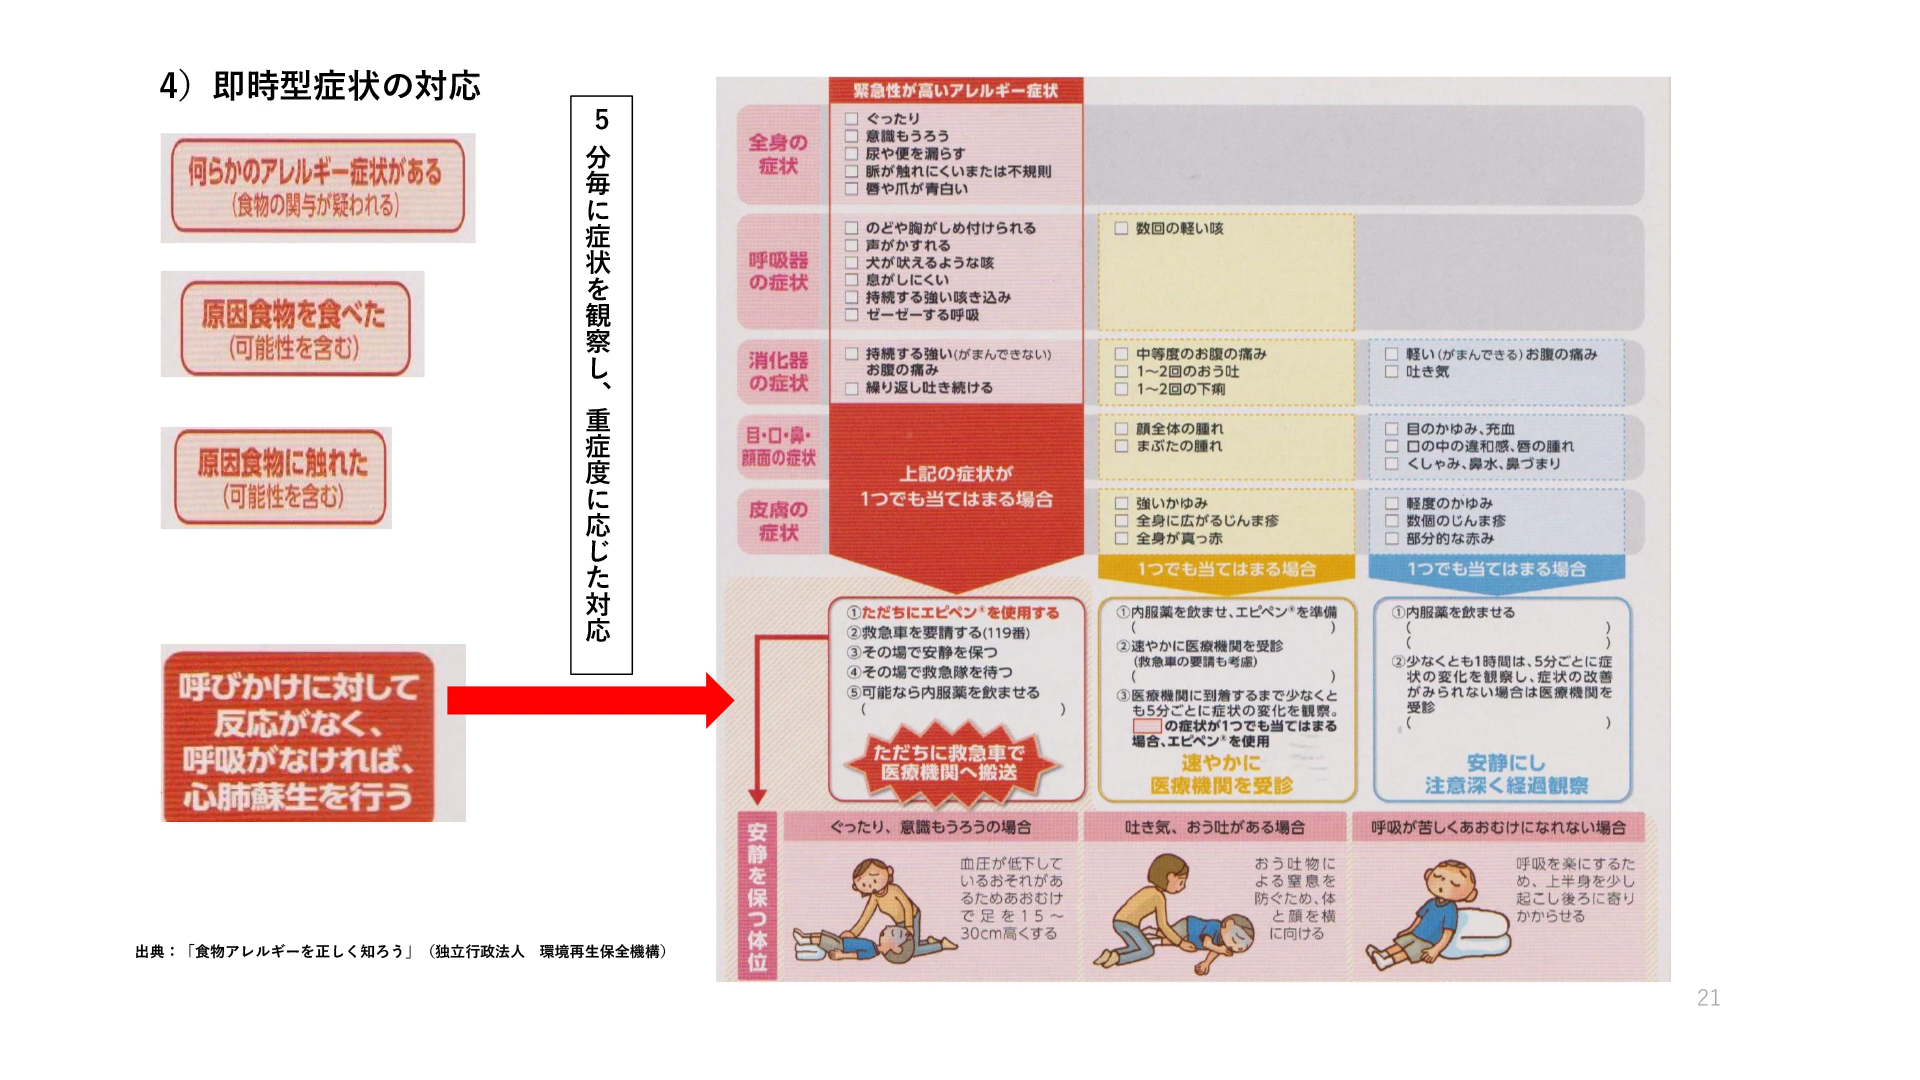 4）即時型症状の対応
何らかのアレルギー症状がある
(食物の関与が疑われる)
原因食物を食べた
(可能性を含む)
原因食物に触れた
(可能性を含む)
呼びかけに対して
反応がなく、
呼吸がなければ、
心肺蘇生を行う
5分毎に症状を観察し、重症度に応じた対応
緊急性が高いアレルギー症状
全身の
症状
□ ぐったり
□ 意識もうろう
□ 尿や便を漏らす
□ 脈が触れにくいまたは不規則
□ 唇や爪が青白い
呼吸器
の症状
□ のどや胸がしめ付けられる
□ 声がかすれる
□ 犬が吠えるような咳
□ 息がしにくい
□ 持続する強い咳き込み
□ ゼーゼーする呼吸
□ 数回の軽い咳
消化器
の症状
□ 持続する強い(がまんできない)
お腹の痛み
□ 繰り返し吐き続ける
□ 中等度のお腹の痛み
□ 1～2回のおう吐
□ 1～2回の下痢
□ 軽い(がまんできる)お腹の痛み
□ 吐き気
目・口・鼻・
顔面の症状
□ 顔全体の腫れ
□ まぶたの腫れ
□ 目のかゆみ、充血
□ 口の中の違和感、唇の腫れ
□ くしゃみ、鼻水、鼻づまり
皮膚の
症状
□ 強いかゆみ
□ 全身に広がるじんま疹
□ 全身が真っ赤
□ 軽度のかゆみ
□ 数個のじんま疹
□ 部分的な赤み
上記の症状が
1つでも当てはまる場合
1つでも当てはまる場合
1つでも当てはまる場合
①ただちにエピペン®を使用する
②救急車を要請する(119番)
③その場で安静を保つ
④その場で救急隊を待つ
⑤可能なら内服薬を飲ませる
( )
ただちに救急車で
医療機関へ搬送
①内服薬を飲ませ、エピペン®を準備
( )
②速やかに医療機関を受診
(救急車の要請も考慮)
( )
③医療機関に到着するまで少なくと
も5分ごとに症状の変化を観察。
の症状が1つでも当てはまる
場合、エピペン®を使用
速やかに
医療機関を受診
①内服薬を飲ませる
( )
( )
②少なくとも1時間は、5分ごとに症
状の変化を観察し、症状の改善
がみられない場合は医療機関を
受診
( )
安静にし
注意深く経過観察
安静を保つ体位
ぐったり、意識もうろうの場合
血圧が低下して
いるおそれがあ
るためあおむけ
で足を15～
30cm高くする
吐き気、おう吐がある場合
おう吐物に
よる窒息を
防ぐため、体
と顔を横
に向ける
呼吸が苦しくあおむけになれない場合
呼吸を楽にするた
め、上半身を少し
起こし後ろに寄り
かからせる
出典：「食物アレルギーを正しく知ろう」（独立行政法人　環境再生保全機構）
21